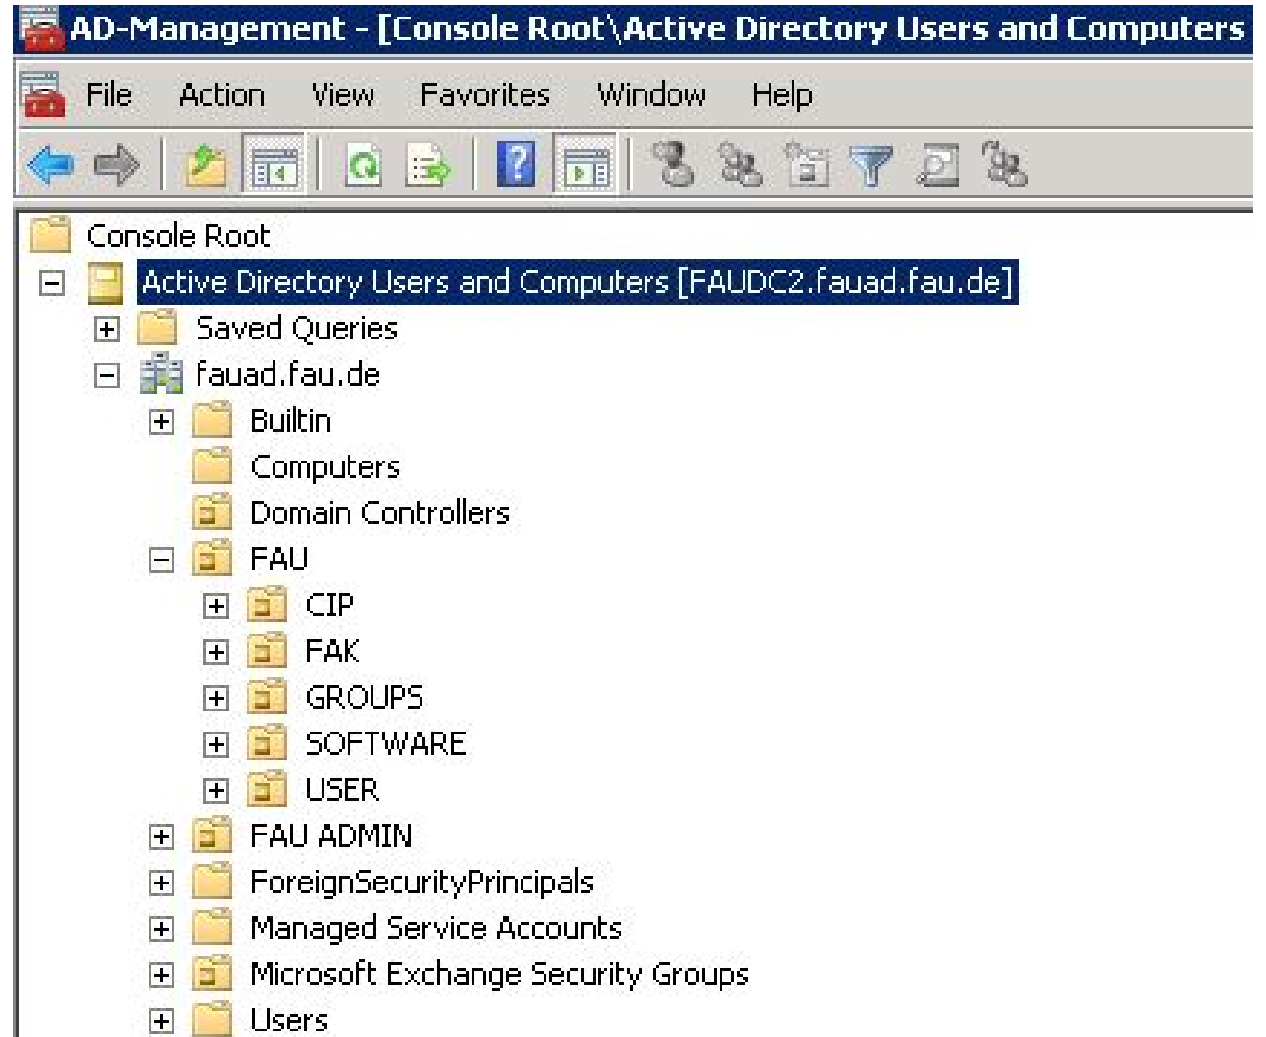 AD-Management - [Console Root\Active Directory Users and Computers
File Action View Favorites Window Help
Console Root
Active Directory Users and Computers [FAUDC2.fauad.fau.de]
Saved Queries
fauad.fau.de
Builtin
Computers
Domain Controllers
FAU
CIP
FAK
GROUPS
SOFTWARE
USER
FAU ADMIN
ForeignSecurityPrincipals
Managed Service Accounts
Microsoft Exchange Security Groups
Users